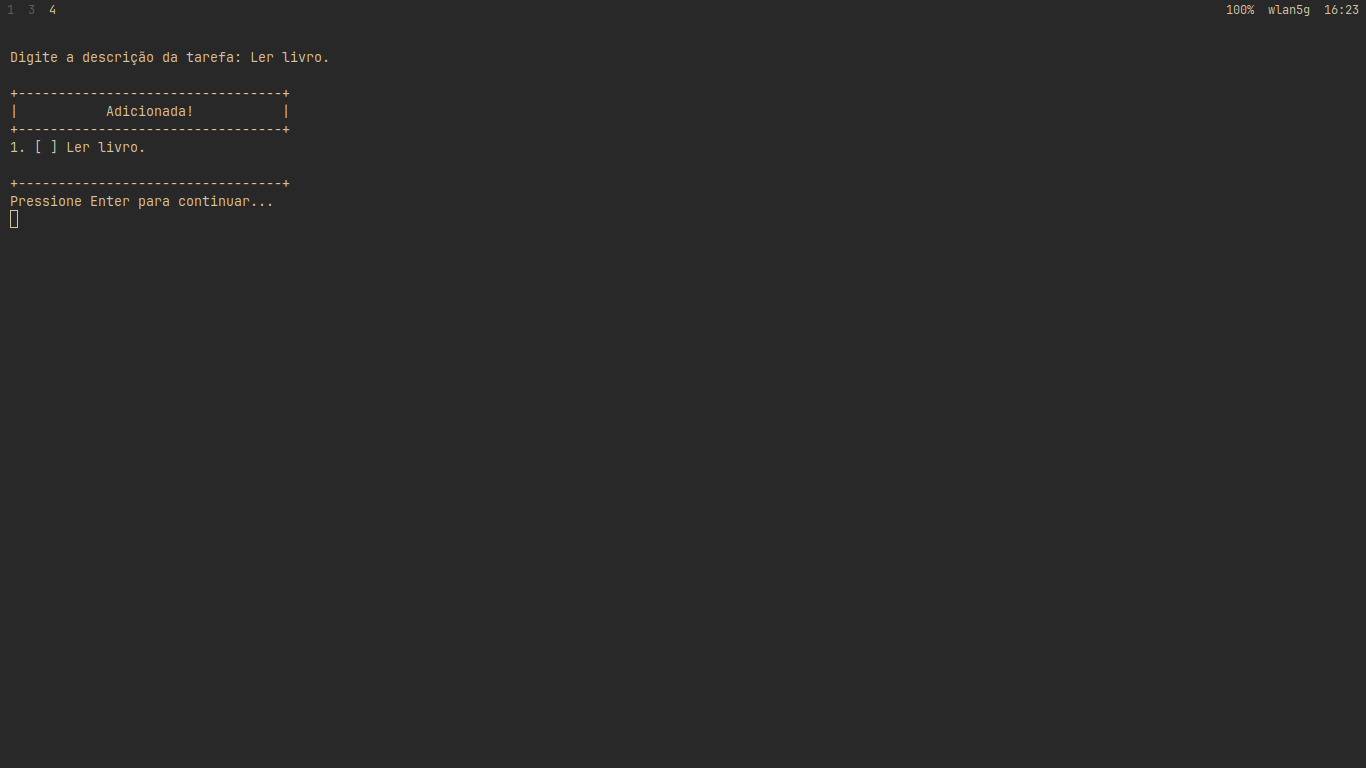 1 3 4 100% wlan5g 16:23
Digite a descrição da tarefa: Ler livro.
+---------------------------------+
| Adicionada! |
+---------------------------------+
1. [ ] Ler livro.
+---------------------------------+
Pressione Enter para continuar...